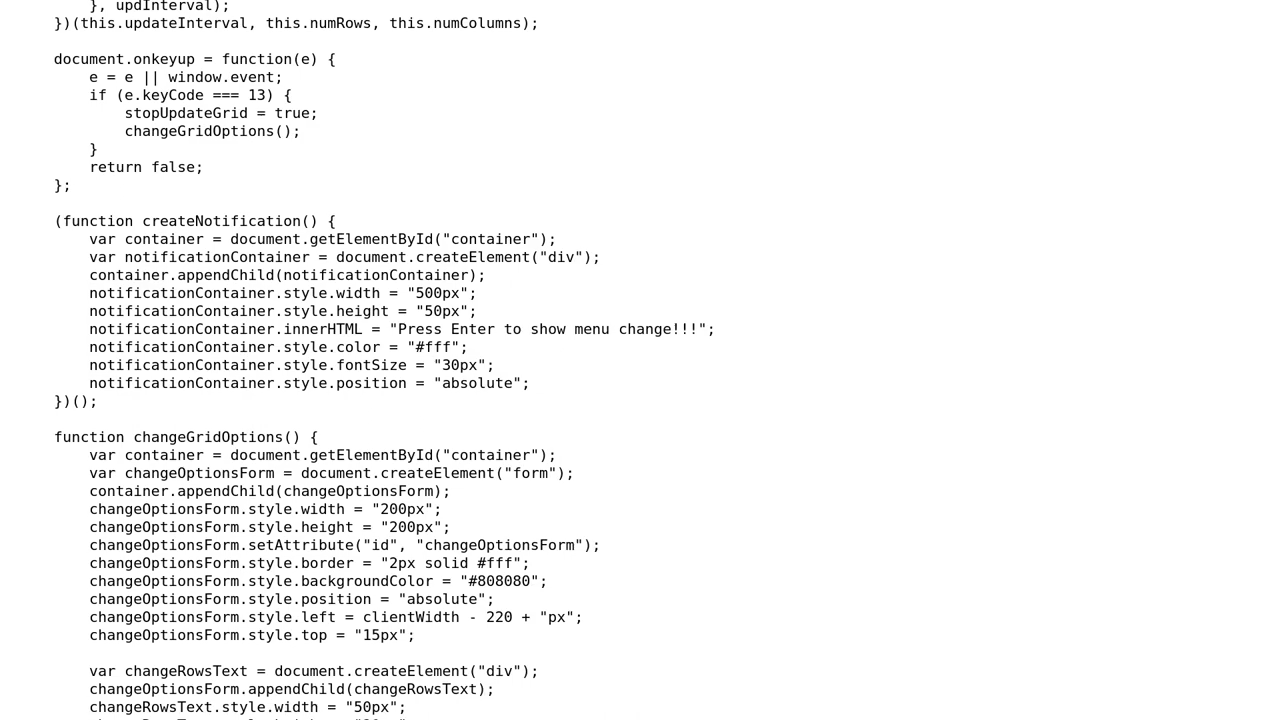 }, updInterval);
    })(this.updateInterval, this.numRows, this.numColumns);

    document.onkeyup = function(e) {
        e = e || window.event;
        if (e.keyCode === 13) {
            stopUpdateGrid = true;
            changeGridOptions();
        }
        return false;
    };

    (function createNotification() {
        var container = document.getElementById("container");
        var notificationContainer = document.createElement("div");
        container.appendChild(notificationContainer);
        notificationContainer.style.width = "500px";
        notificationContainer.style.height = "50px";
        notificationContainer.innerHTML = "Press Enter to show menu change!!!";
        notificationContainer.style.color = "#fff";
        notificationContainer.style.fontSize = "30px";
        notificationContainer.style.position = "absolute";
    })();

    function changeGridOptions() {
        var container = document.getElementById("container");
        var changeOptionsForm = document.createElement("form");
        container.appendChild(changeOptionsForm);
        changeOptionsForm.style.width = "200px";
        changeOptionsForm.style.height = "200px";
        changeOptionsForm.setAttribute("id", "changeOptionsForm");
        changeOptionsForm.style.border = "2px solid #fff";
        changeOptionsForm.style.backgroundColor = "#808080";
        changeOptionsForm.style.position = "absolute";
        changeOptionsForm.style.left = clientWidth - 220 + "px";
        changeOptionsForm.style.top = "15px";

        var changeRowsText = document.createElement("div");
        changeOptionsForm.appendChild(changeRowsText);
        changeRowsText.style.width = "50px";